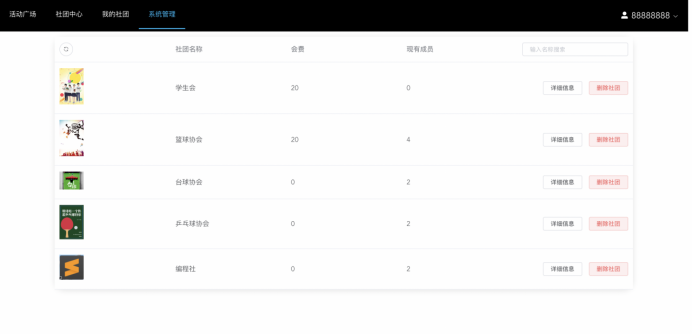 活动广场 社团中心 我的社团 系统管理 88888888
社团名称 会费 现有成员 输入名称搜索
学生会 20 0 详细信息 删除社团
篮球协会 20 4 详细信息 删除社团
台球协会 0 2 详细信息 删除社团
乒乓球协会 0 2 详细信息 删除社团
编程社 0 2 详细信息 删除社团